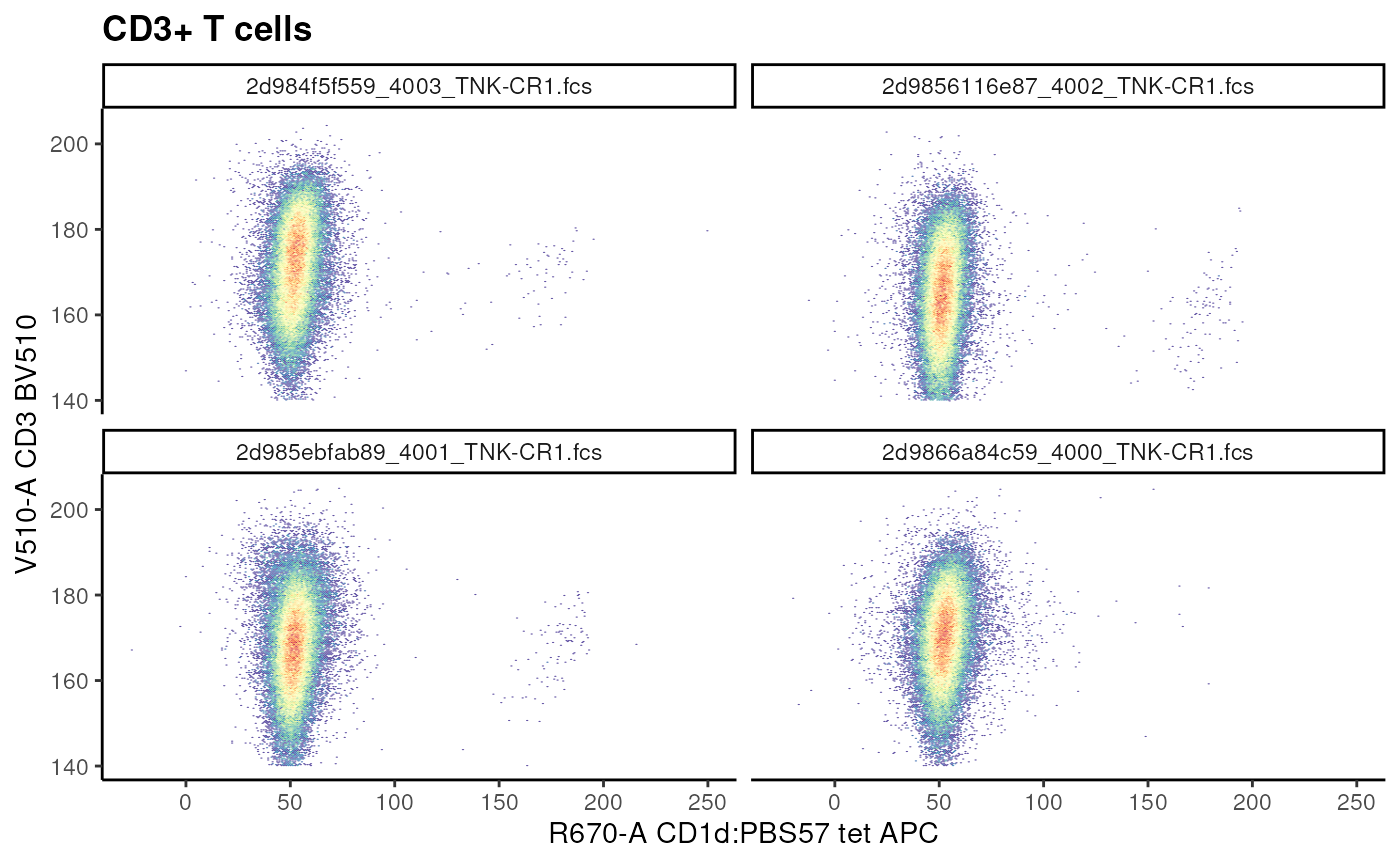 CD3+ T cells
2d984f5f559_4003_TNK-CR1.fcs
2d9856116e87_4002_TNK-CR1.fcs
200
180
160
140
2d985ebfab89_4001_TNK-CR1.fcs
2d9866a84c59_4000_TNK-CR1.fcs
200
180
160
140
V510-A CD3 BV510
0 50 100 150 200 250
0 50 100 150 200 250
R670-A CD1d:PBS57 tet APC